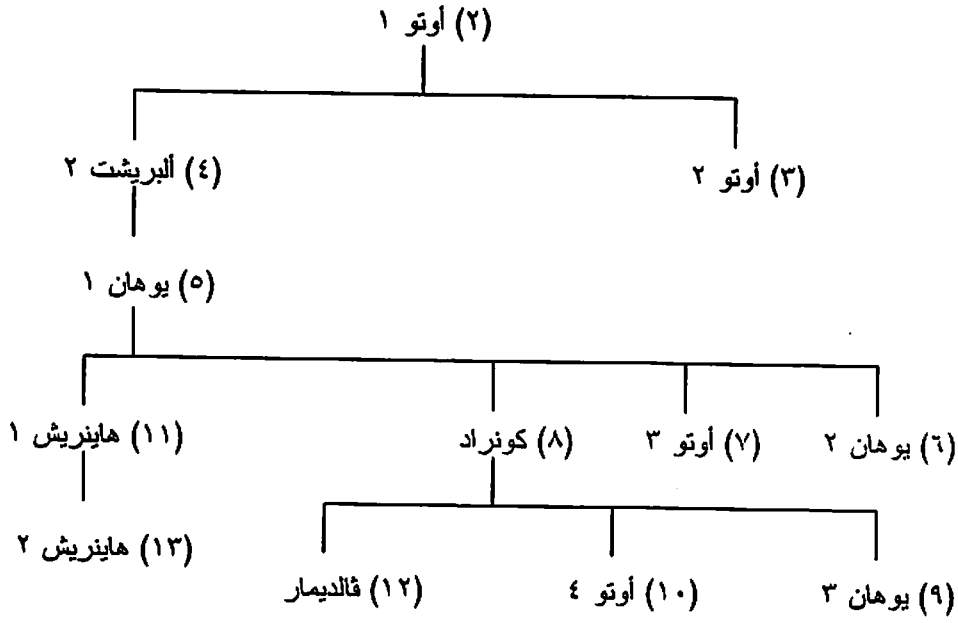 (٢) أوتو ١
(٣) أوتو ٢
(٤) ألبريشت ٢
(٥) يوهان ١
(٦) يوهان ٢
(٧) أوتو ٣
(٨) كونراد
(١١) هاينريش ١
(٩) يوهان ٣
(١٠) أوتو ٤
(١٢) ڤالديمار
(١٣) هاينريش ٢